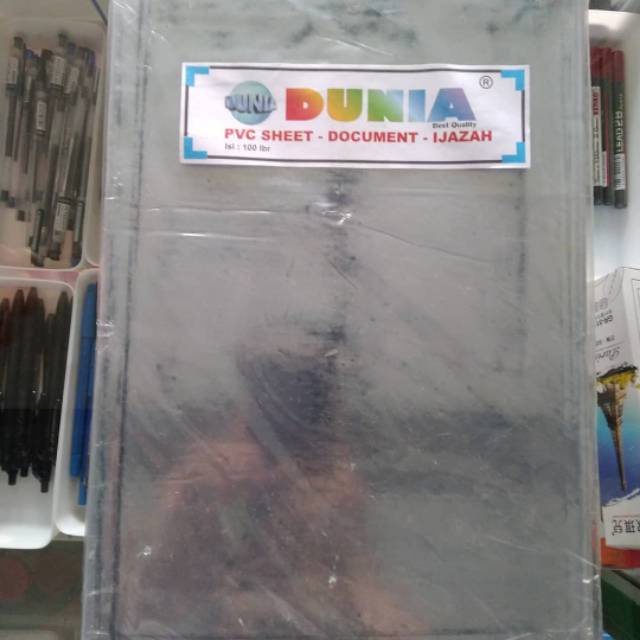 DUNIA
DUNIA ®
Best Quality
PVC SHEET - DOCUMENT - IJAZAH
Isi : 100 lbr